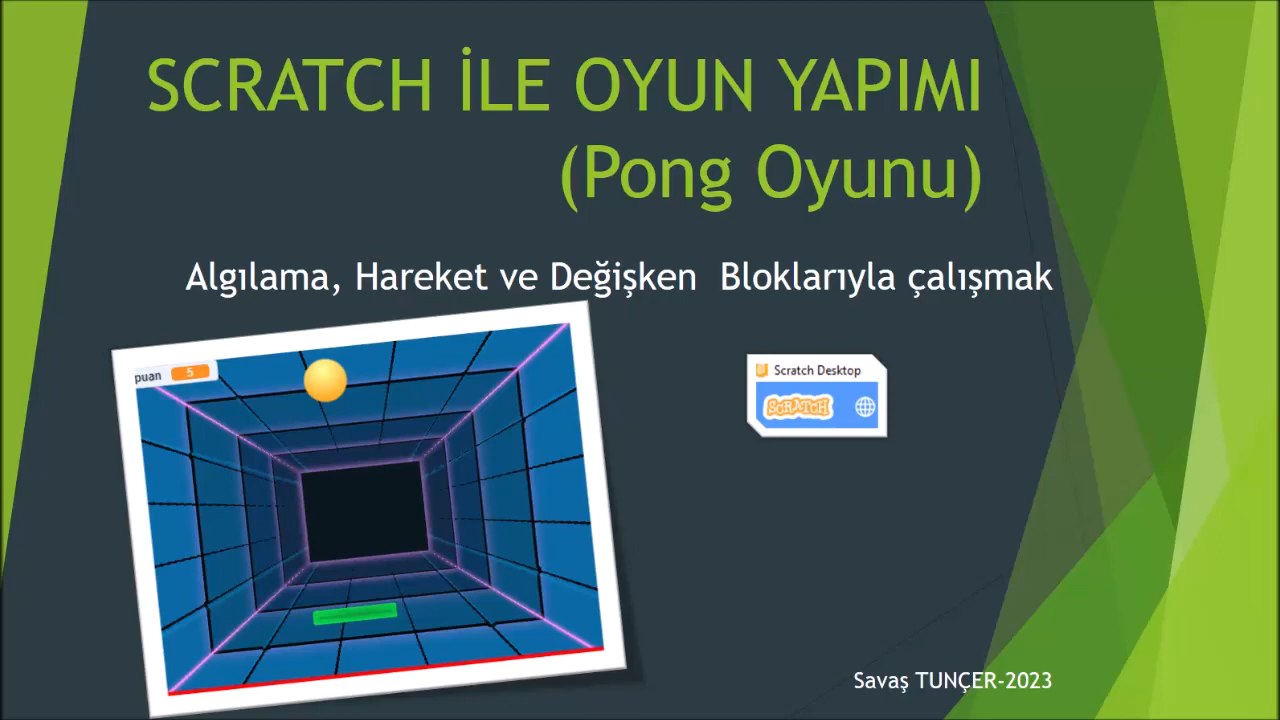 SCRATCH İLE OYUN YAPIMI
(Pong Oyunu)
Algılama, Hareket ve Değişken Bloklarıyla çalışmak
puan 5
Scratch Desktop
SCRATCH
Savaş TUNÇER-2023